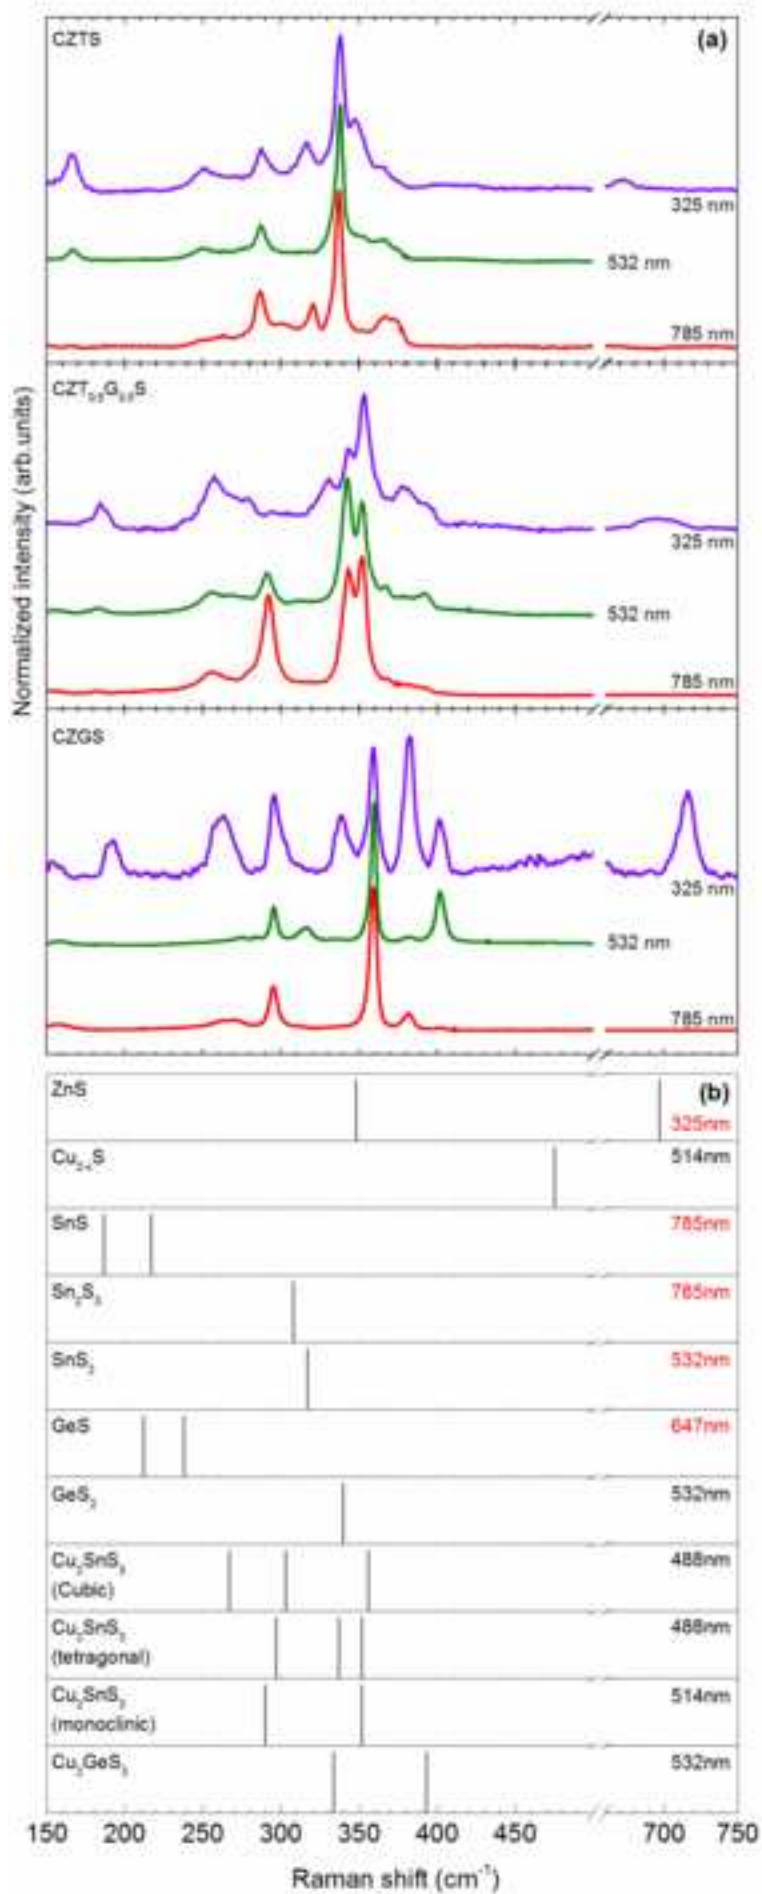 CZTS
(a)
325 nm
532 nm
785 nm
CZT₀.₅G₀.₅S
325 nm
532 nm
785 nm
CZGS
325 nm
532 nm
785 nm
Normalized intensity (arb.units)
ZnS
(b)
325nm
Cu₂₋ₓS
514nm
SnS
785nm
Sn₂S₃
785nm
SnS₂
532nm
GeS
647nm
GeS₂
532nm
Cu₂SnS₃
(Cubic)
488nm
Cu₂SnS₃
(tetragonal)
488nm
Cu₂SnS₃
(monoclinic)
514nm
Cu₂GeS₃
532nm
150 200 250 300 350 400 450 700 750
Raman shift (cm⁻¹)